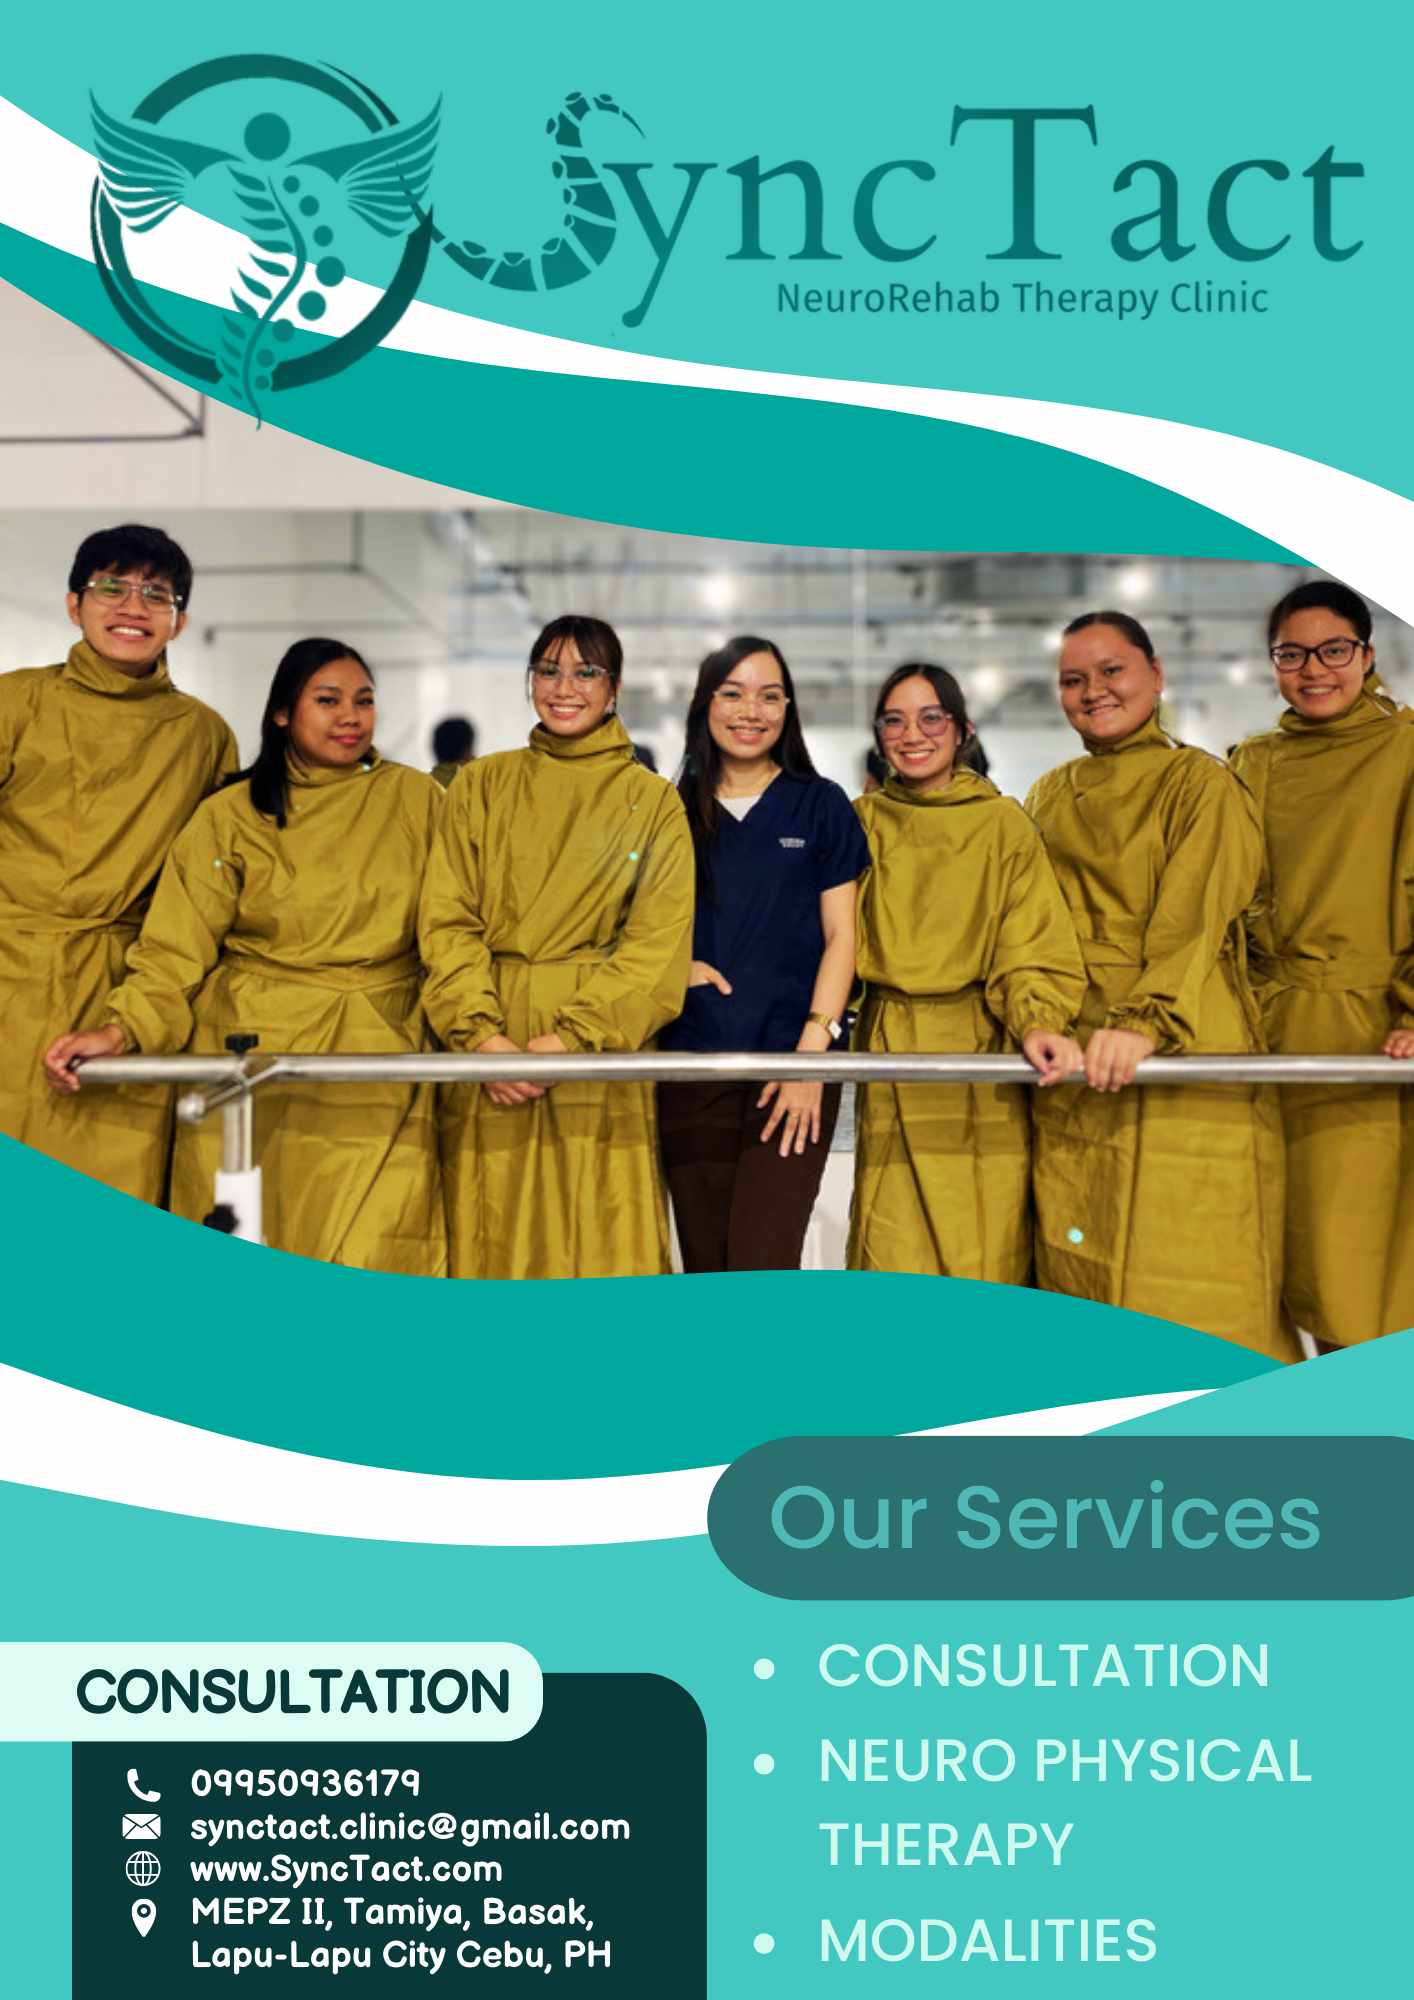 SyncTact
NeuroRehab Therapy Clinic
Our Services
CONSULTATION
NEURO PHYSICAL
THERAPY
MODALITIES
CONSULTATION
09950936179
synctact.clinic@gmail.com
www.SyncTact.com
MEPZ II, Tamiya, Basak,
Lapu-Lapu City Cebu, PH